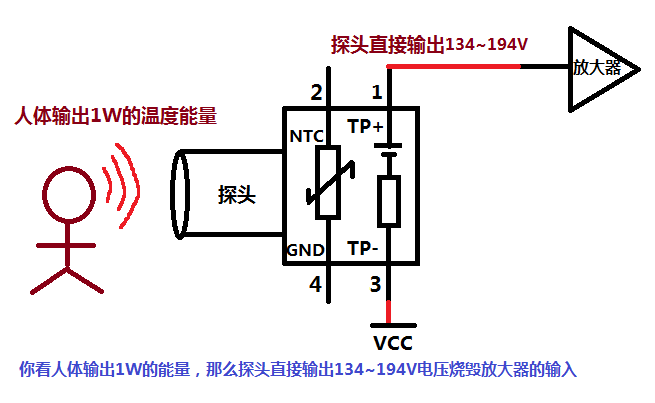 探头直接输出134~194V
放大器
人体输出1W的温度能量
2
1
NTC
TP+
探头
GND
TP-
4
3
VCC
你看人体输出1W的能量，那么探头直接输出134~194V电压烧毁放大器的输入